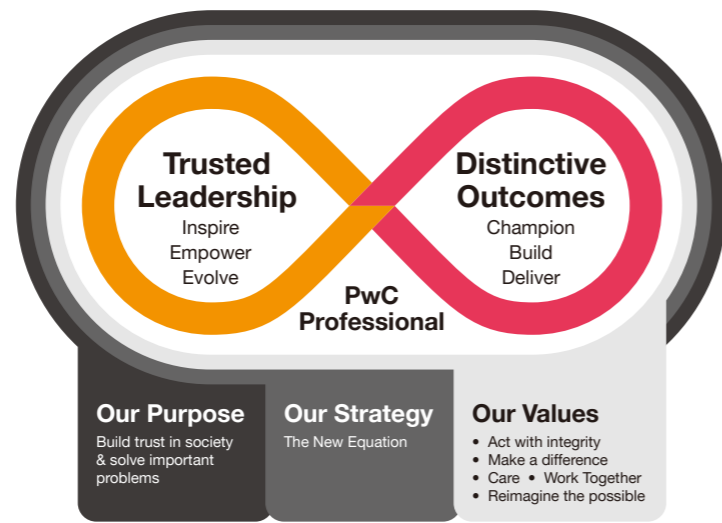 Trusted
Leadership
Inspire
Empower
Evolve
Distinctive
Outcomes
Champion
Build
Deliver
PwC
Professional
Our Purpose
Build trust in society
& solve important
problems
Our Strategy
The New Equation
Our Values
• Act with integrity
• Make a difference
• Care • Work Together
• Reimagine the possible